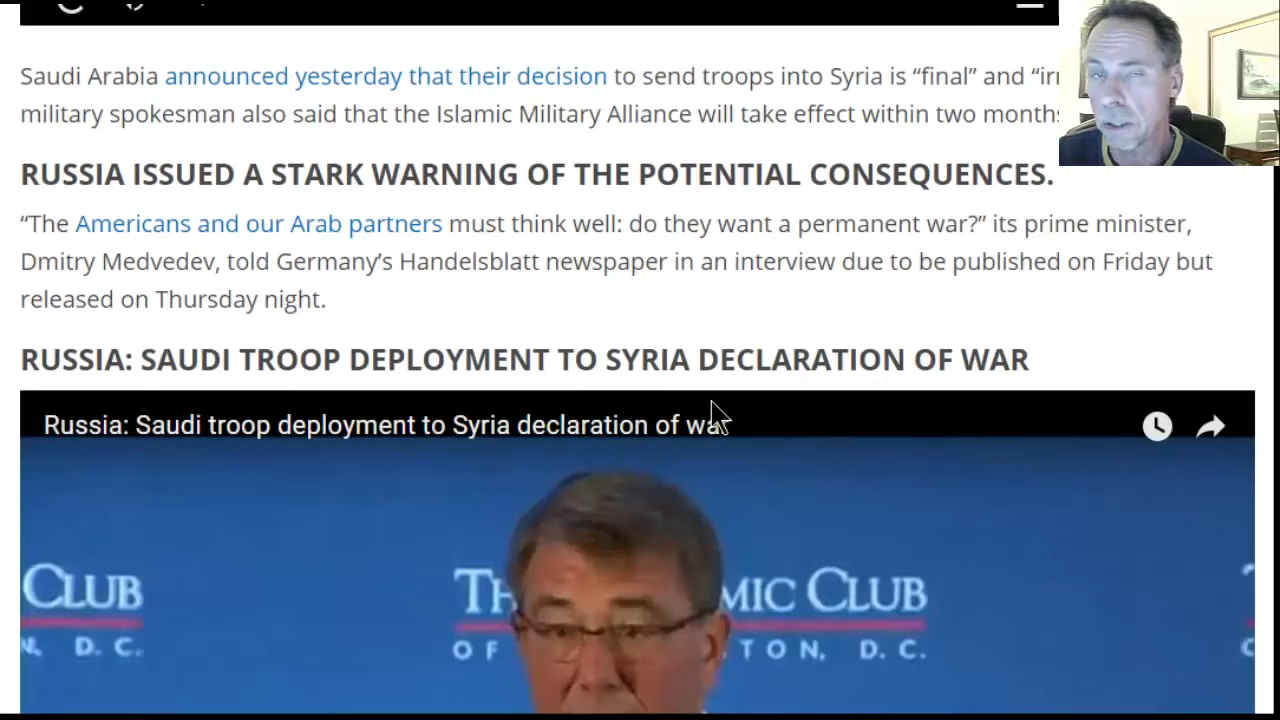 Saudi Arabia announced yesterday that their decision to send troops into Syria is “final” and
military spokesman also said that the Islamic Military Alliance will take effect within two months
RUSSIA ISSUED A STARK WARNING OF THE POTENTIAL CONSEQUENCES.
“The Americans and our Arab partners must think well: do they want a permanent war?” its prime minister,
Dmitry Medvedev, told Germany’s Handelsblatt newspaper in an interview due to be published on Friday but
released on Thursday night.
RUSSIA: SAUDI TROOP DEPLOYMENT TO SYRIA DECLARATION OF WAR
Russia: Saudi troop deployment to Syria declaration of war
CLUB TH MIC CLUB
N, D. C. OF TON, D. C.